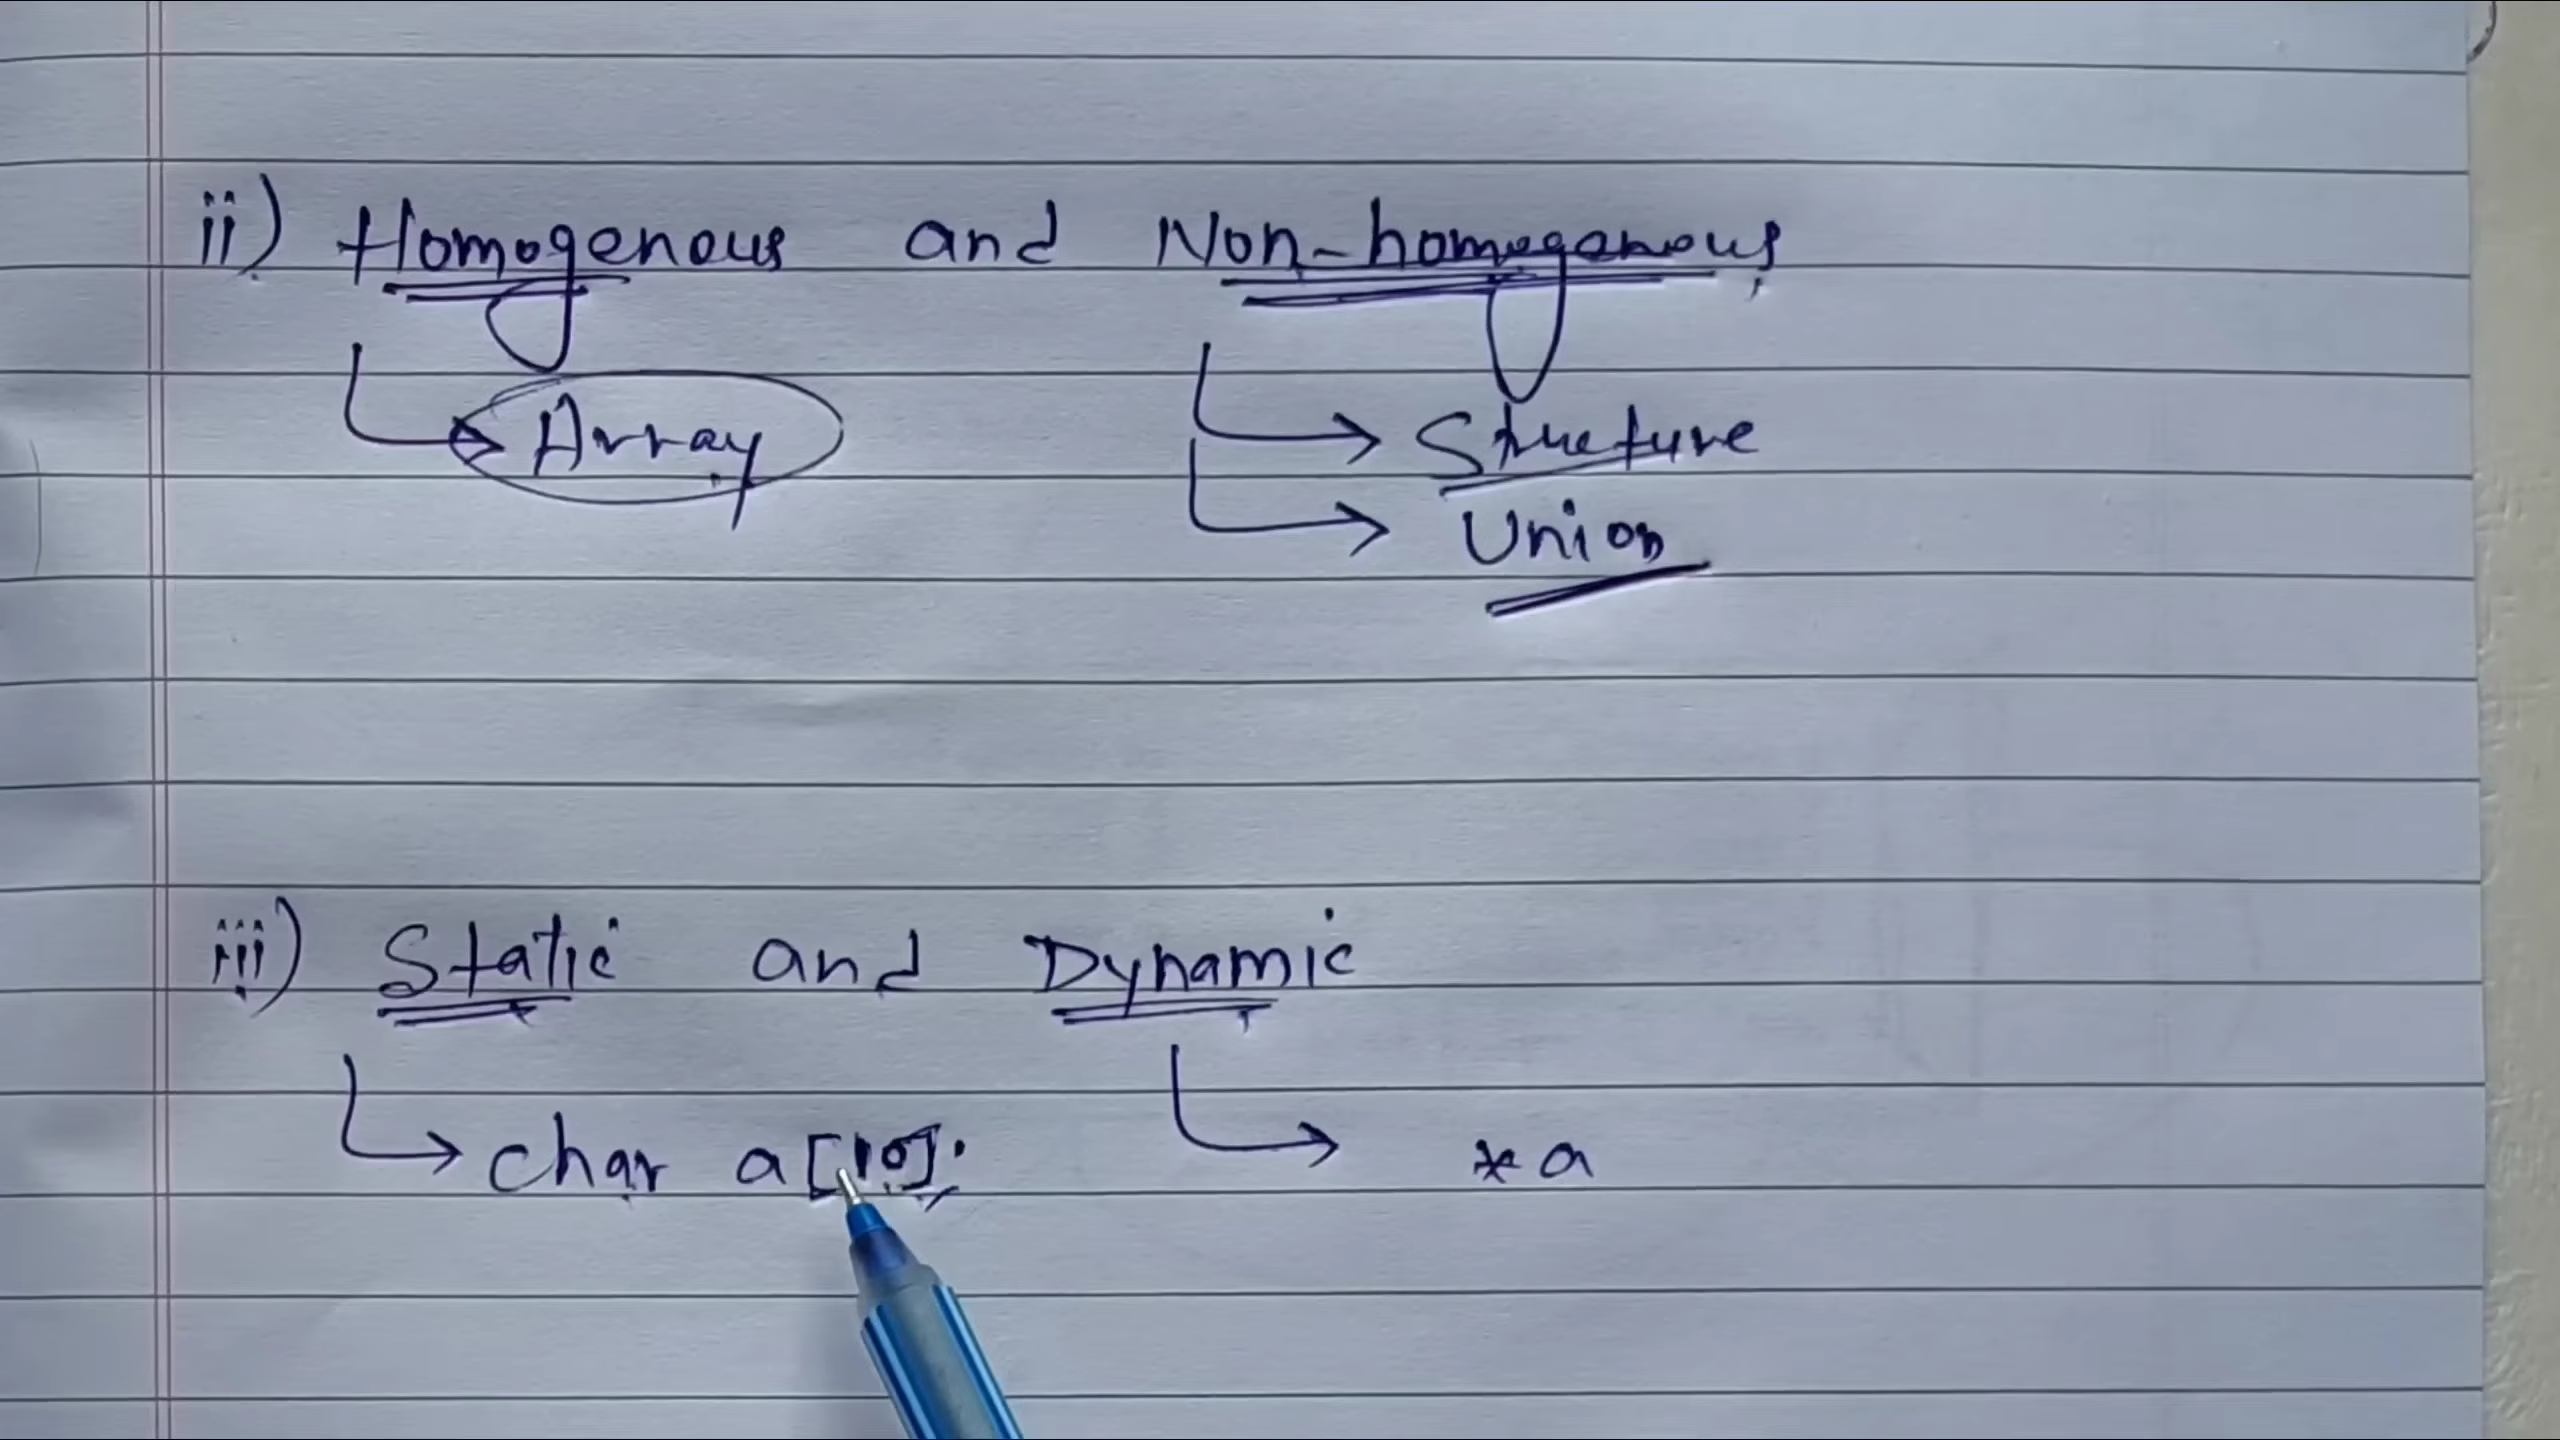 ii) Homogenous and Non-homogenous
Array
Structure
Union
iii) Static and Dynamic
char a[10];
*a